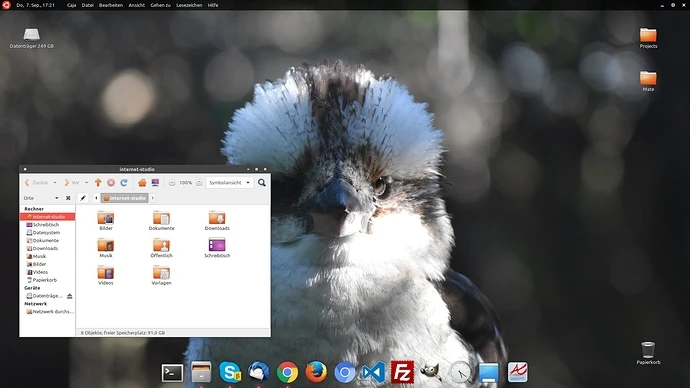 Do, 7. Sep., 17:21 Caja Datei Bearbeiten Ansicht Gehen zu Lesezeichen Hilfe
Datenträger 249 GB
Projects
Mate
internet-studio
Zurück Vor 100% Symbolansicht
Orte internet-studio
Rechner
internet-studio
Schreibtisch
Dateisystem
Dokumente
Downloads
Musik
Bilder
Videos
Papierkorb
Geräte
Datenträge...
Netzwerk
Netzwerk durchs...
Bilder Dokumente Downloads
Musik Öffentlich Schreibtisch
Videos Vorlagen
8 Objekte, freier Speicherplatz: 91,0 GB
Papierkorb